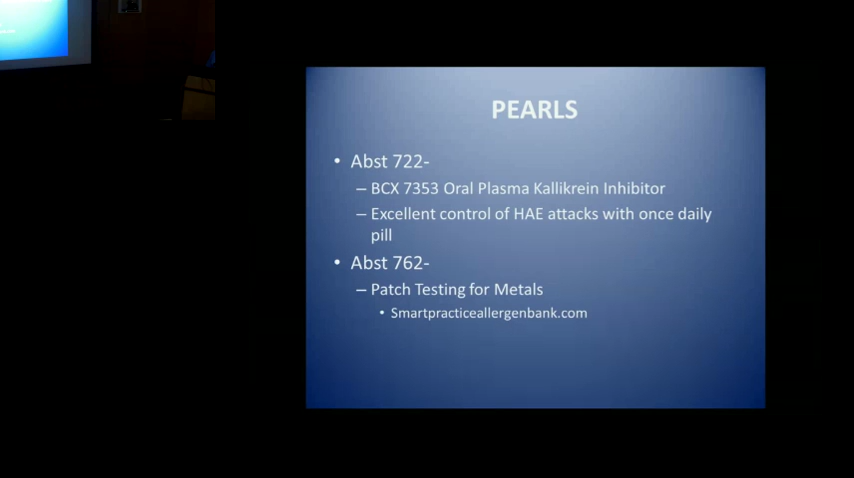 PEARLS
• Abst 722-
– BCX 7353 Oral Plasma Kallikrein Inhibitor
– Excellent control of HAE attacks with once daily
pill
• Abst 762-
– Patch Testing for Metals
• Smartpracticeallergenbank.com